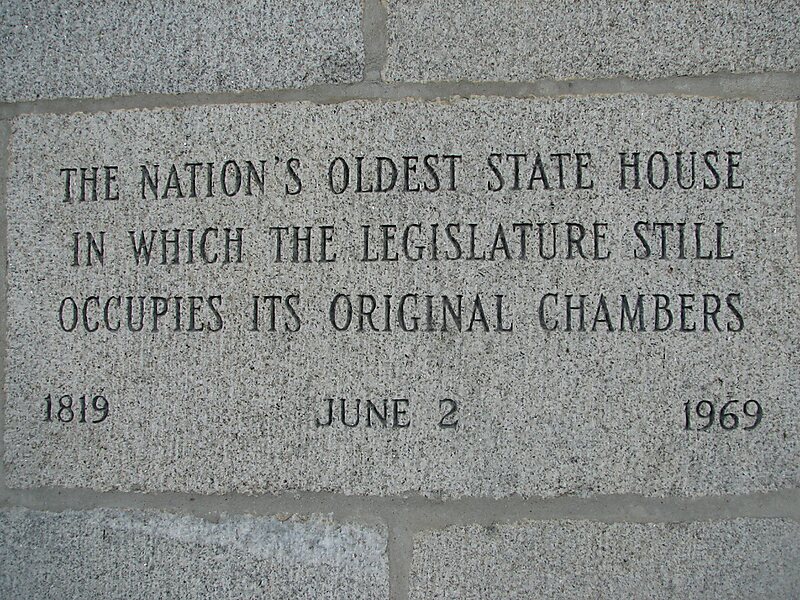 THE NATION'S OLDEST STATE HOUSE
IN WHICH THE LEGISLATURE STILL
OCCUPIES ITS ORIGINAL CHAMBERS
1819 JUNE 2 1969